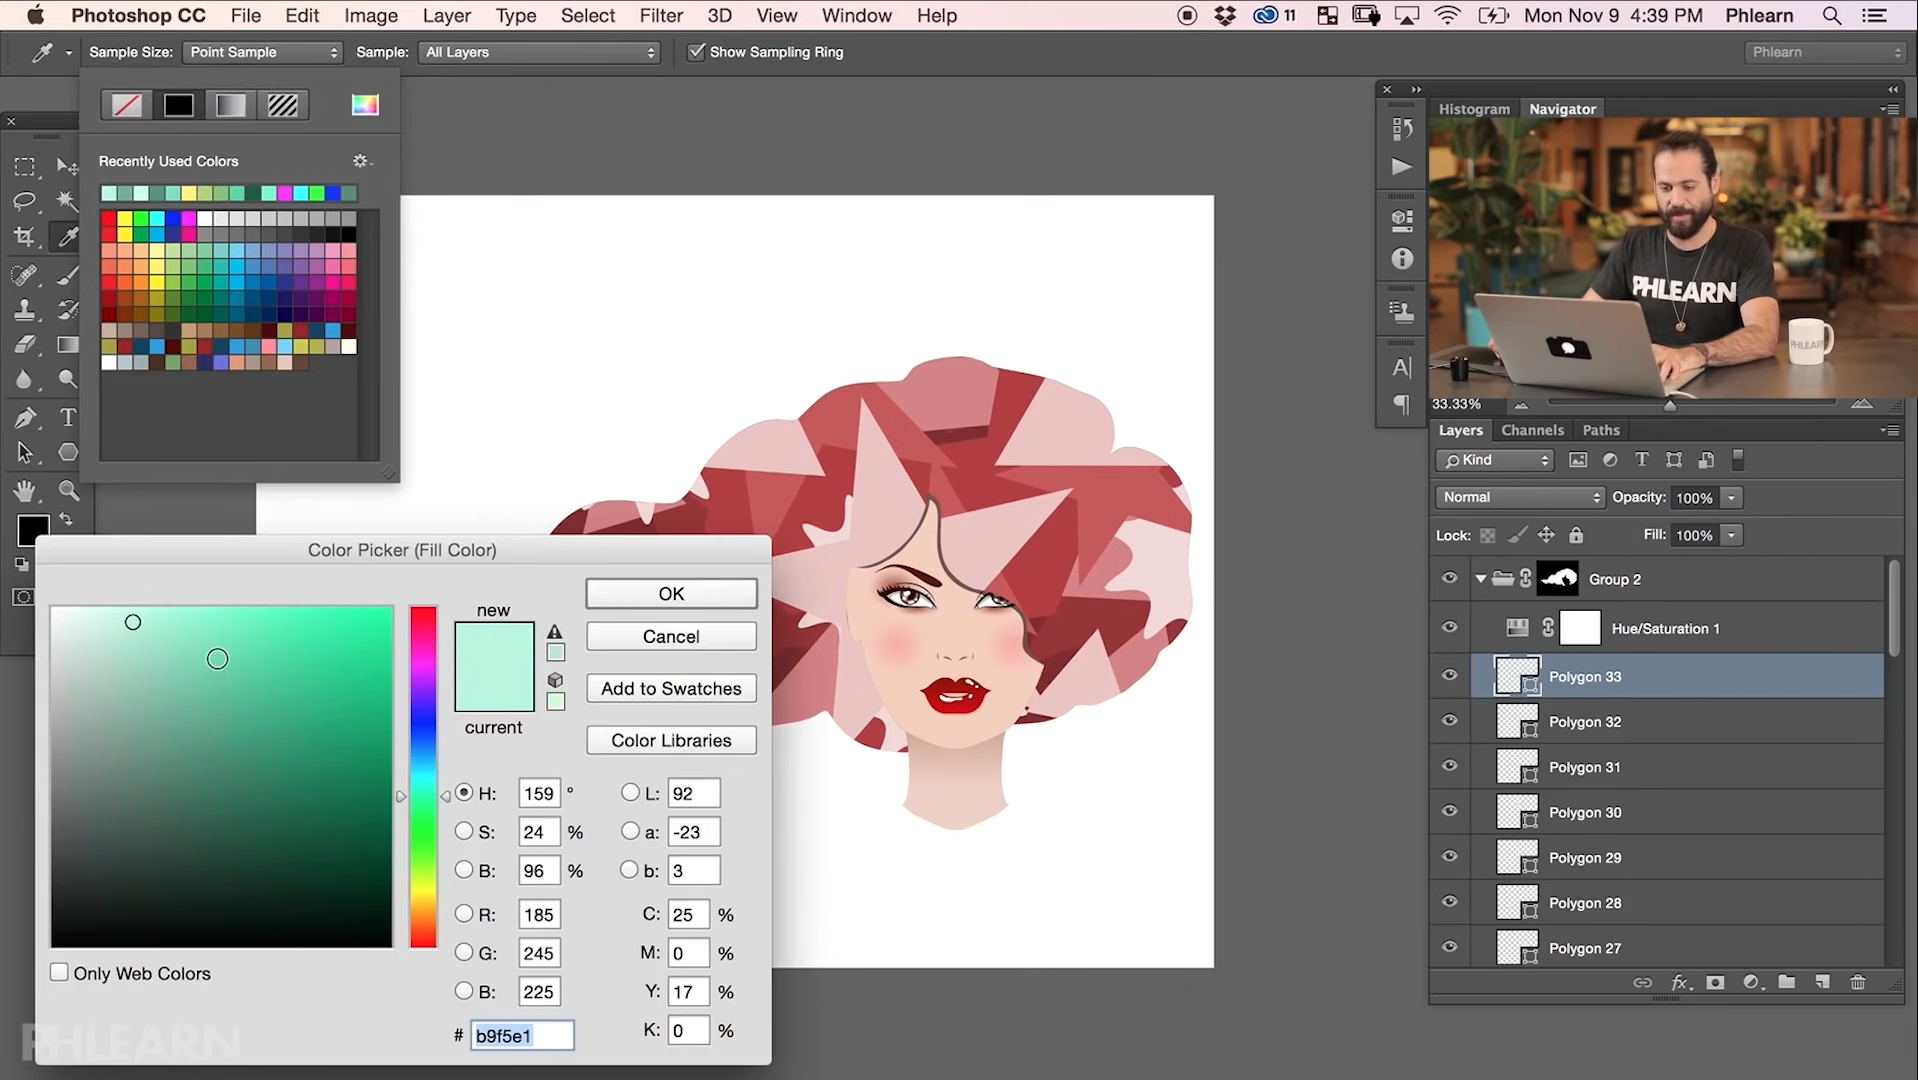 Photoshop CC File Edit Image Layer Type Select Filter 3D View Window Help 11 Mon Nov 9 4:39 PM Phlearn
Sample Size: Point Sample Sample: All Layers Show Sampling Ring Phlearn
Histogram Navigator
Recently Used Colors
PHLEARN
PHLEARN
33.33%
Layers Channels Paths
Kind
Normal Opacity: 100%
Lock: Fill: 100%
Group 2
Hue/Saturation 1
Polygon 33
Polygon 32
Polygon 31
Polygon 30
Polygon 29
Polygon 28
Polygon 27
Color Picker (Fill Color)
new
current
OK
Cancel
Add to Swatches
Color Libraries
H: 159 ° L: 92
S: 24 % a: -23
B: 96 % b: 3
R: 185 C: 25 %
G: 245 M: 0 %
B: 225 Y: 17 %
# b9f5e1 K: 0 %
Only Web Colors
PHLEARN